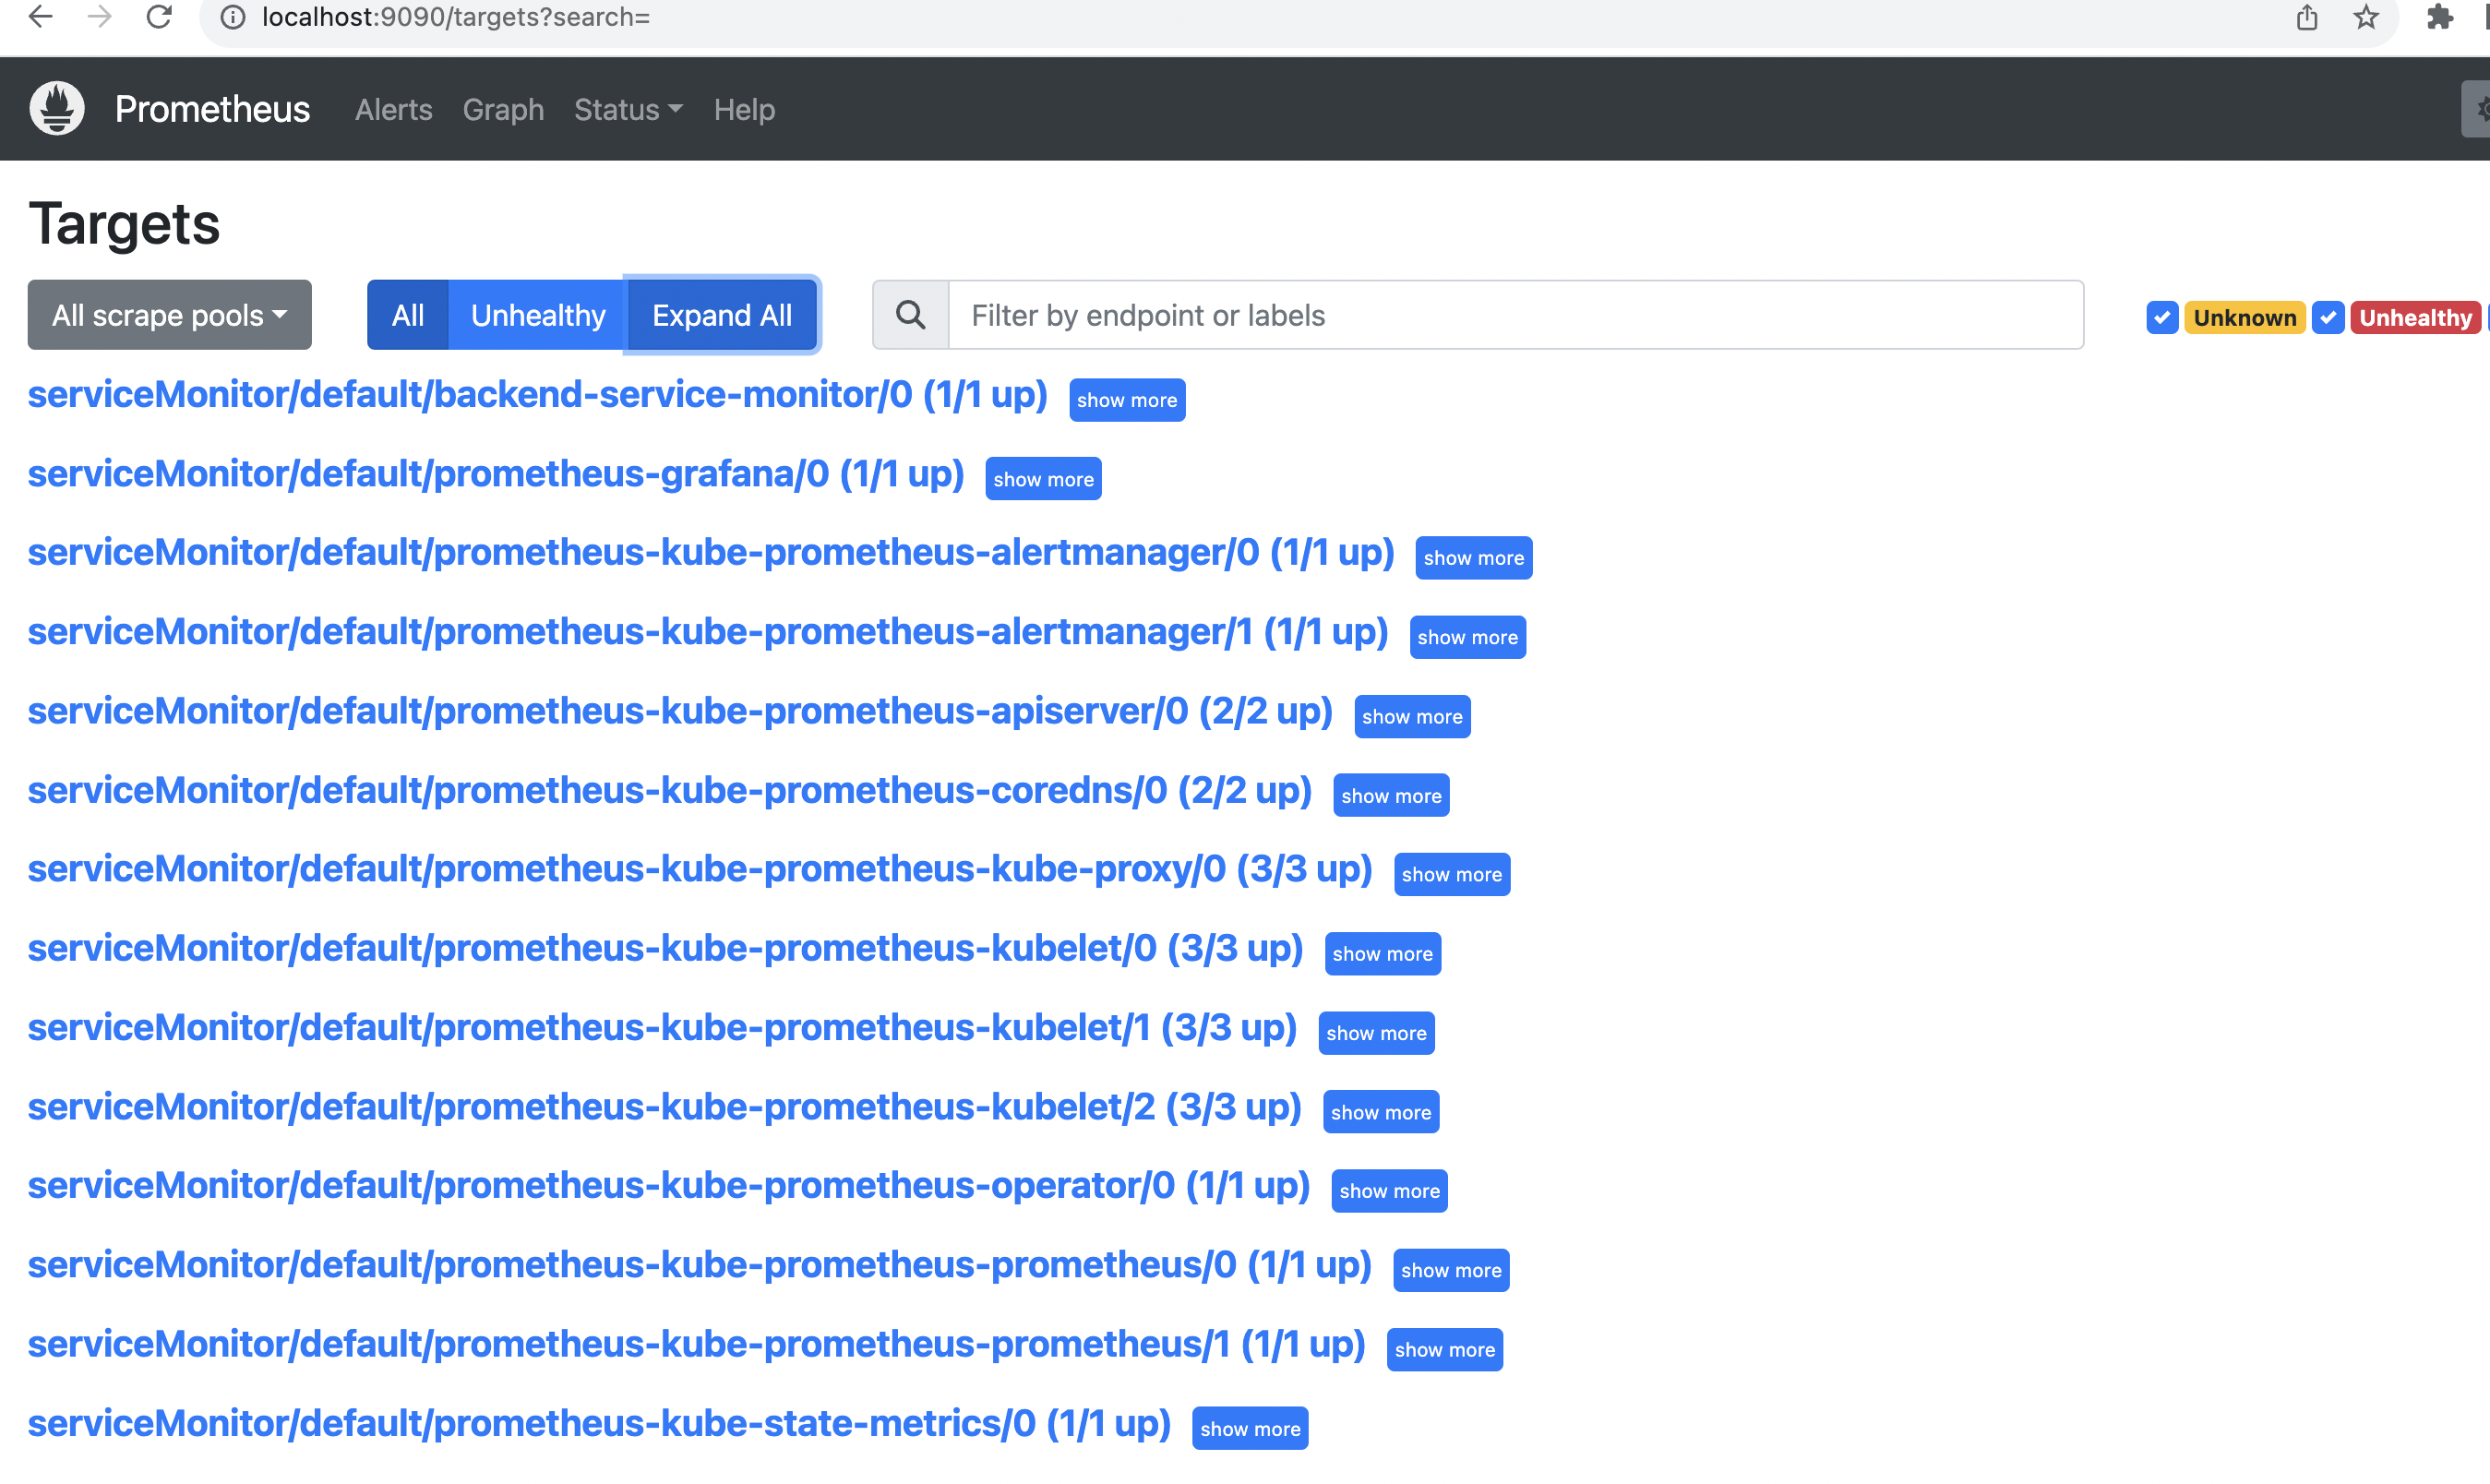 localhost:9090/targets?search=
Prometheus Alerts Graph Status Help
Targets
All scrape pools All Unhealthy Expand All Filter by endpoint or labels Unknown Unhealthy
serviceMonitor/default/backend-service-monitor/0 (1/1 up) show more
serviceMonitor/default/prometheus-grafana/0 (1/1 up) show more
serviceMonitor/default/prometheus-kube-prometheus-alertmanager/0 (1/1 up) show more
serviceMonitor/default/prometheus-kube-prometheus-alertmanager/1 (1/1 up) show more
serviceMonitor/default/prometheus-kube-prometheus-apiserver/0 (2/2 up) show more
serviceMonitor/default/prometheus-kube-prometheus-coredns/0 (2/2 up) show more
serviceMonitor/default/prometheus-kube-prometheus-kube-proxy/0 (3/3 up) show more
serviceMonitor/default/prometheus-kube-prometheus-kubelet/0 (3/3 up) show more
serviceMonitor/default/prometheus-kube-prometheus-kubelet/1 (3/3 up) show more
serviceMonitor/default/prometheus-kube-prometheus-kubelet/2 (3/3 up) show more
serviceMonitor/default/prometheus-kube-prometheus-operator/0 (1/1 up) show more
serviceMonitor/default/prometheus-kube-prometheus-prometheus/0 (1/1 up) show more
serviceMonitor/default/prometheus-kube-prometheus-prometheus/1 (1/1 up) show more
serviceMonitor/default/prometheus-kube-state-metrics/0 (1/1 up) show more